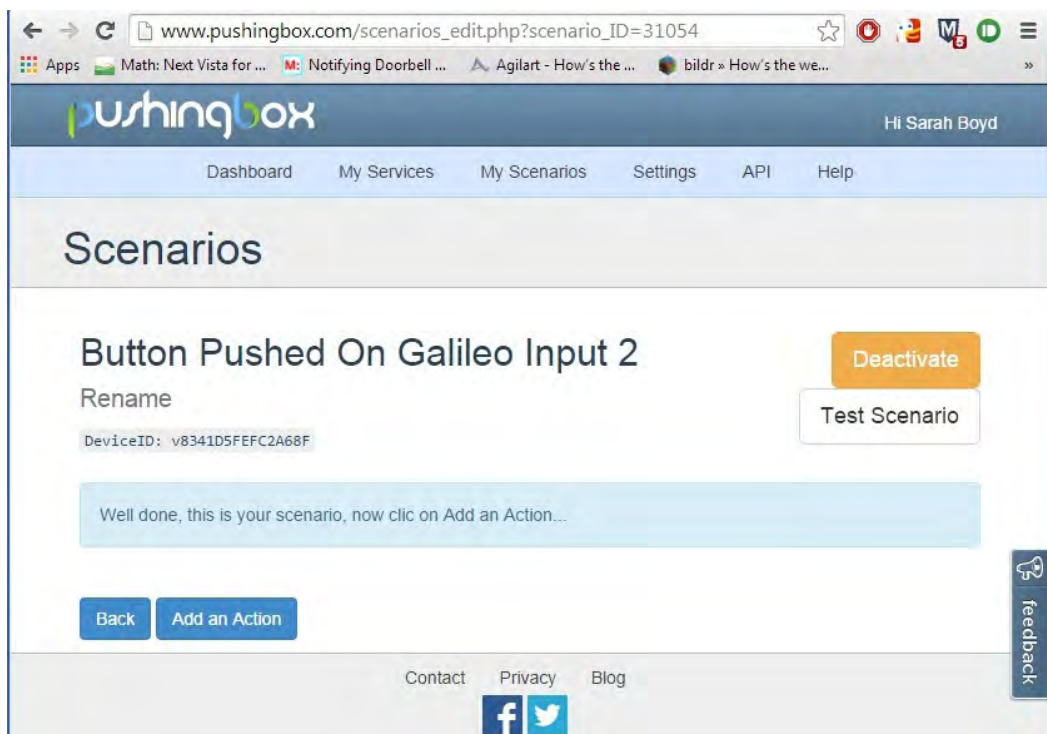 www.pushingbox.com/scenarios_edit.php?scenario_ID=31054
Apps Math: Next Vista for ... M: Notifying Doorbell ... Agilart - How's the ... bildr » How's the we... »
pushingbox Hi Sarah Boyd
Dashboard My Services My Scenarios Settings API Help
Scenarios
Button Pushed On Galileo Input 2
Deactivate
Rename
Test Scenario
DeviceID: v8341D5FEFC2A68F
Well done, this is your scenario, now clic on Add an Action...
Back Add an Action
feedback
Contact Privacy Blog